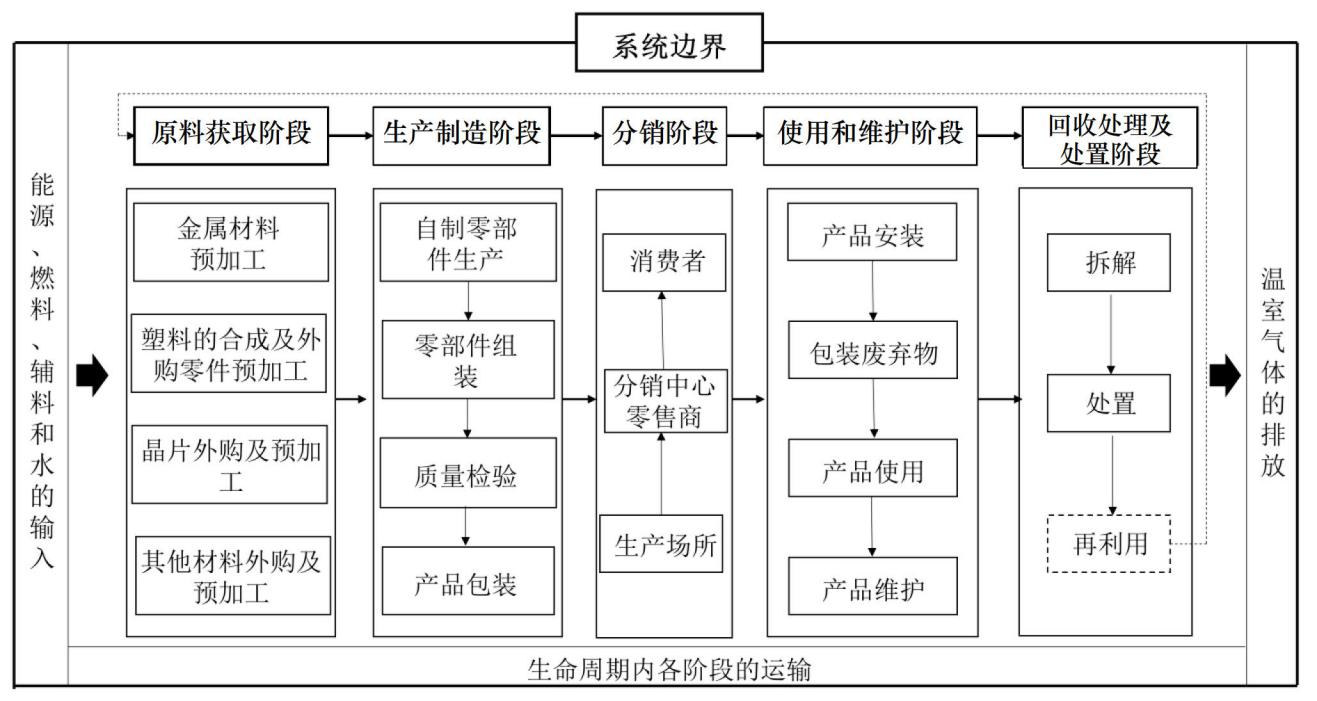 系统边界
能源、燃料、辅料和水的输入
原料获取阶段
生产制造阶段
分销阶段
使用和维护阶段
回收处理及
处置阶段
金属材料
预加工
塑料的合成及外
购零件预加工
晶片外购及预加
工
其他材料外购及
预加工
自制零部
件生产
零部件组
装
质量检验
产品包装
消费者
分销中心
零售商
生产场所
产品安装
包装废弃物
产品使用
产品维护
拆解
处置
再利用
温室气体的排放
生命周期内各阶段的运输